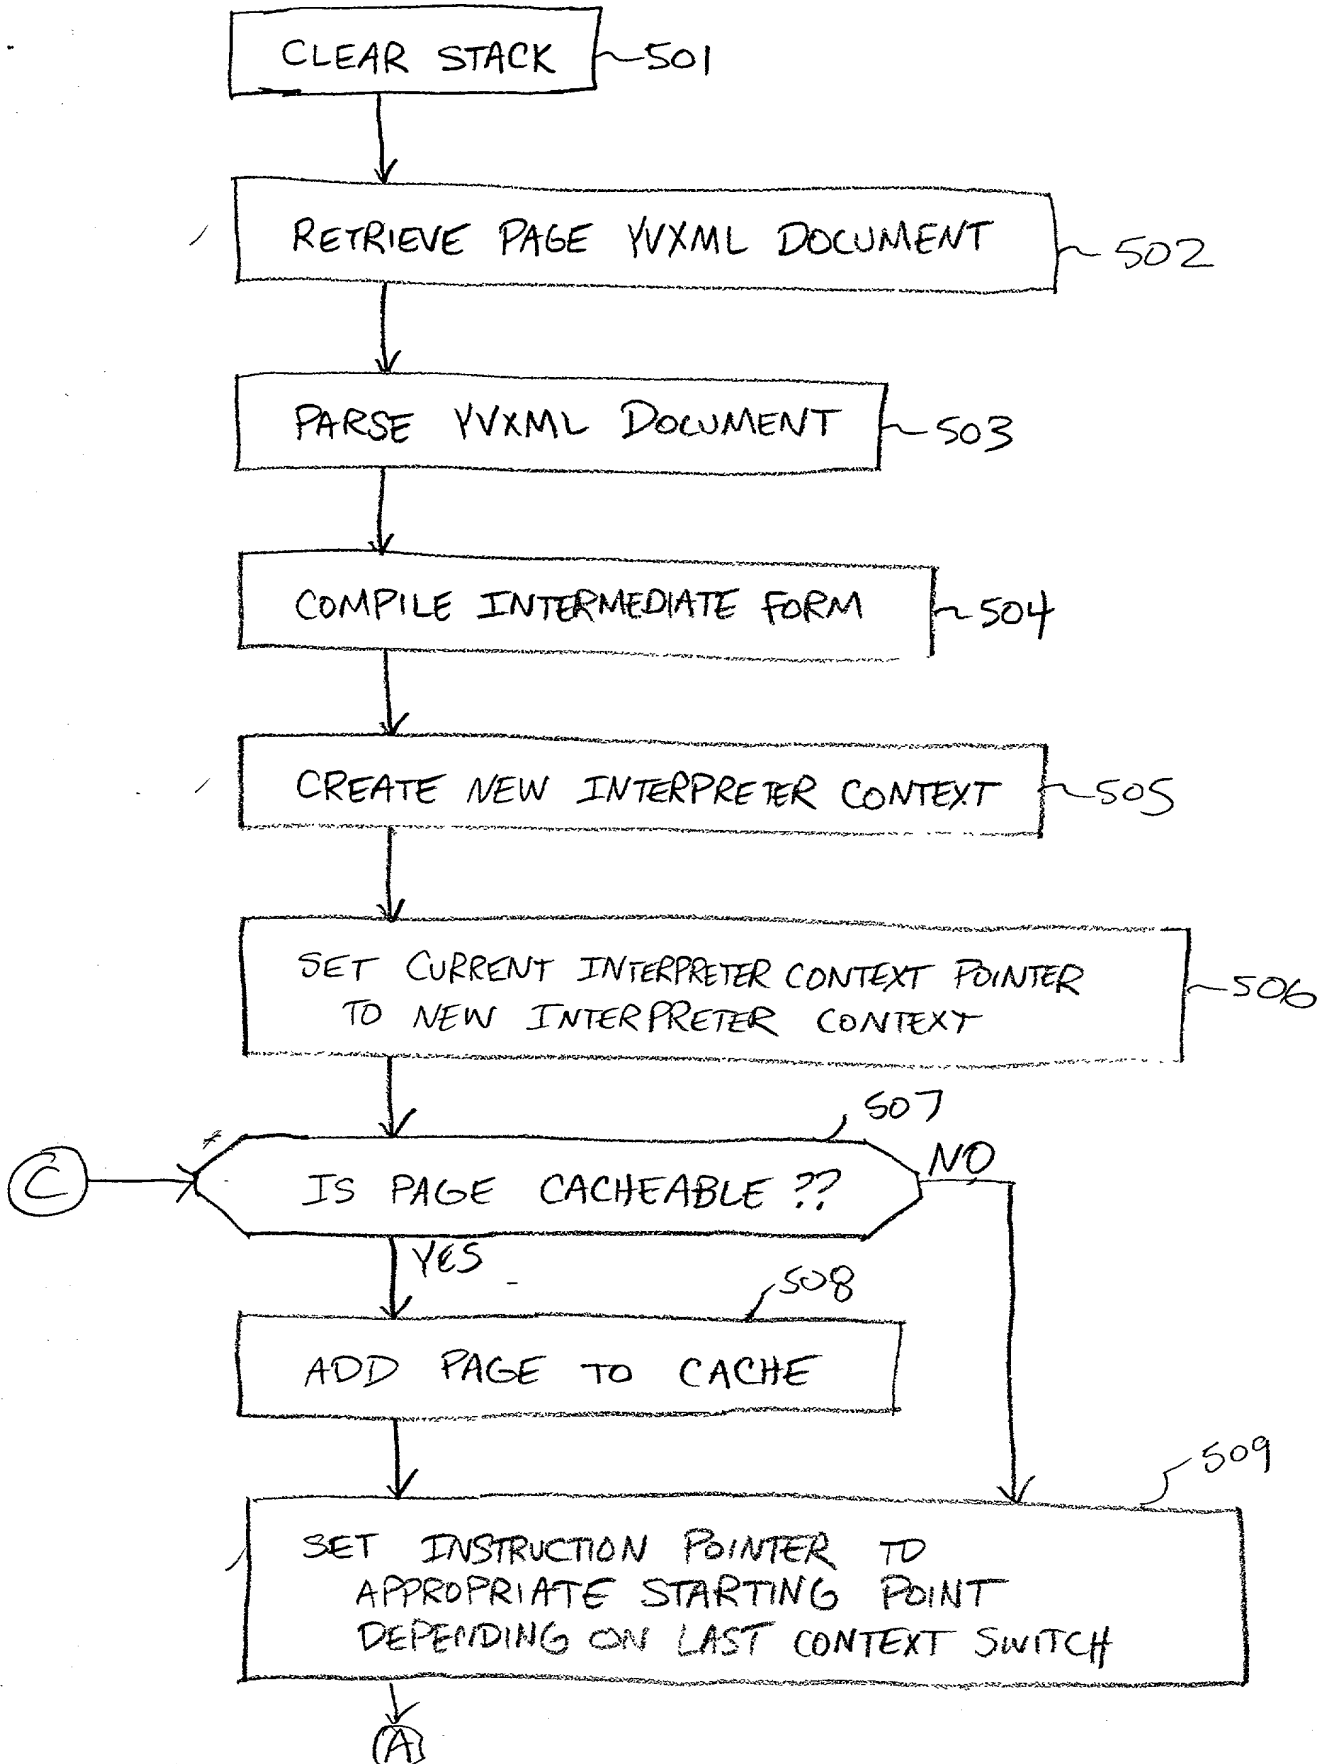 CLEAR STACK 501
RETRIEVE PAGE YVXML DOCUMENT 502
PARSE YVXML DOCUMENT 503
COMPILE INTERMEDIATE FORM 504
CREATE NEW INTERPRETER CONTEXT 505
SET CURRENT INTERPRETER CONTEXT POINTER
TO NEW INTERPRETER CONTEXT 506
507
C IS PAGE CACHEABLE ?? NO
YES
508
ADD PAGE TO CACHE
509
SET INSTRUCTION POINTER TO
APPROPRIATE STARTING POINT
DEPENDING ON LAST CONTEXT SWITCH
A